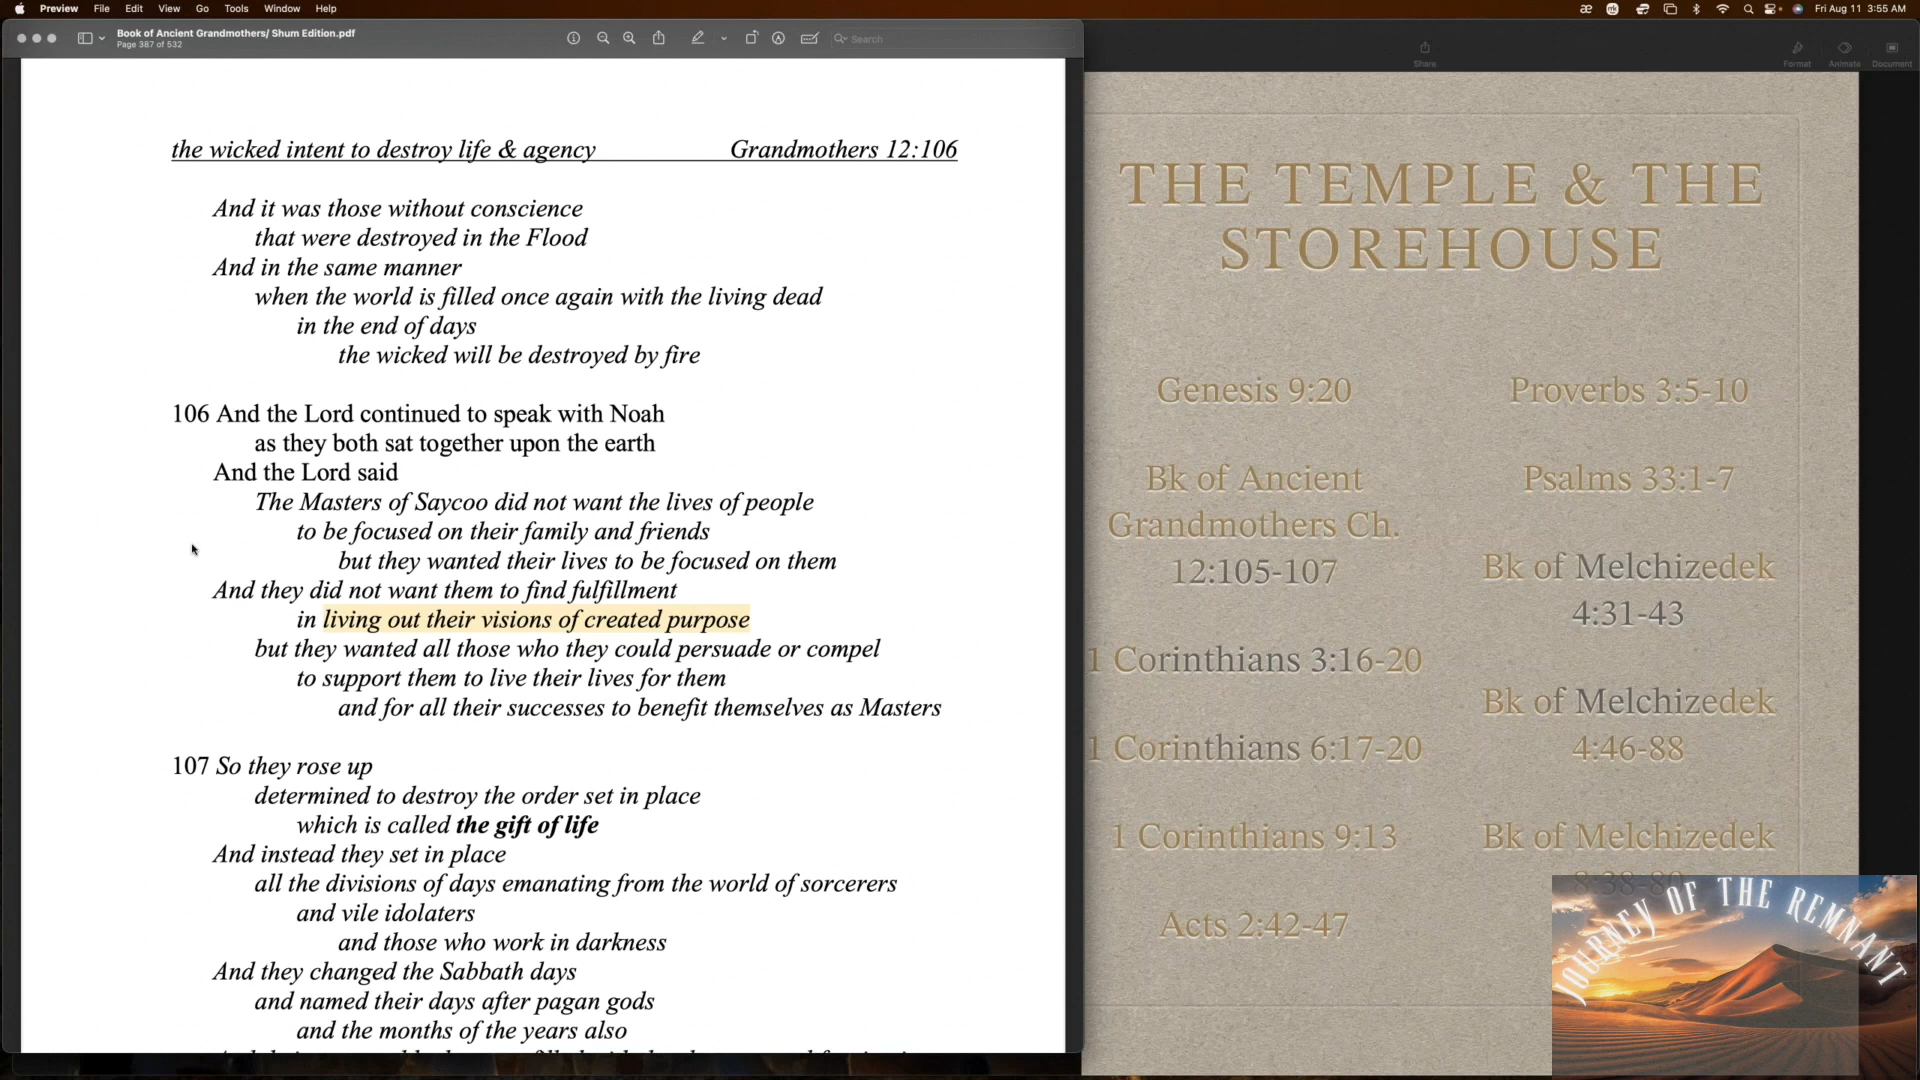 Preview File Edit View Go Tools Window Help
Fri Aug 11 3:55 AM
Book of Ancient Grandmothers/ Shum Edition.pdf
Page 387 of 532
Search
Share
Format Animate Document
the wicked intent to destroy life & agency Grandmothers 12:106
And it was those without conscience
that were destroyed in the Flood
And in the same manner
when the world is filled once again with the living dead
in the end of days
the wicked will be destroyed by fire
106 And the Lord continued to speak with Noah
as they both sat together upon the earth
And the Lord said
The Masters of Saycoo did not want the lives of people
to be focused on their family and friends
but they wanted their lives to be focused on them
And they did not want them to find fulfillment
in living out their visions of created purpose
but they wanted all those who they could persuade or compel
to support them to live their lives for them
and for all their successes to benefit themselves as Masters
107 So they rose up
determined to destroy the order set in place
which is called the gift of life
And instead they set in place
all the divisions of days emanating from the world of sorcerers
and vile idolaters
and those who work in darkness
And they changed the Sabbath days
and named their days after pagan gods
and the months of the years also
THE TEMPLE & THE
STOREHOUSE
Genesis 9:20
Bk of Ancient
Grandmothers Ch.
12:105-107
1 Corinthians 3:16-20
1 Corinthians 6:17-20
1 Corinthians 9:13
Acts 2:42-47
Proverbs 3:5-10
Psalms 33:1-7
Bk of Melchizedek
4:31-43
Bk of Melchizedek
4:46-88
Bk of Melchizedek
8:38-80
JOURNEY OF THE REMNANT